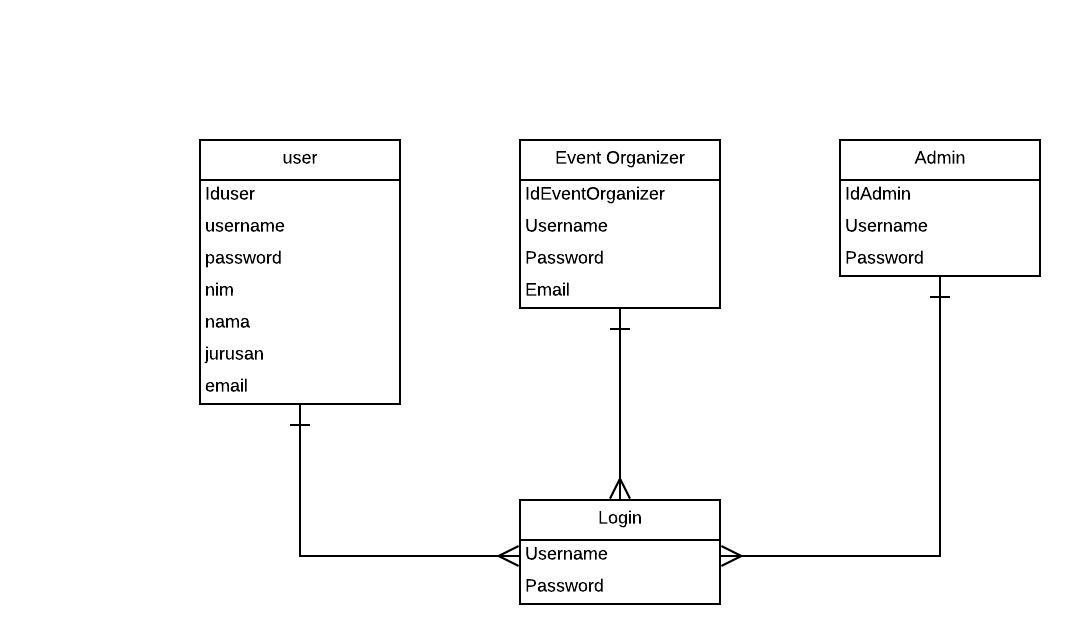 user
Iduser
username
password
nim
nama
jurusan
email
Event Organizer
IdEventOrganizer
Username
Password
Email
Admin
IdAdmin
Username
Password
Login
Username
Password